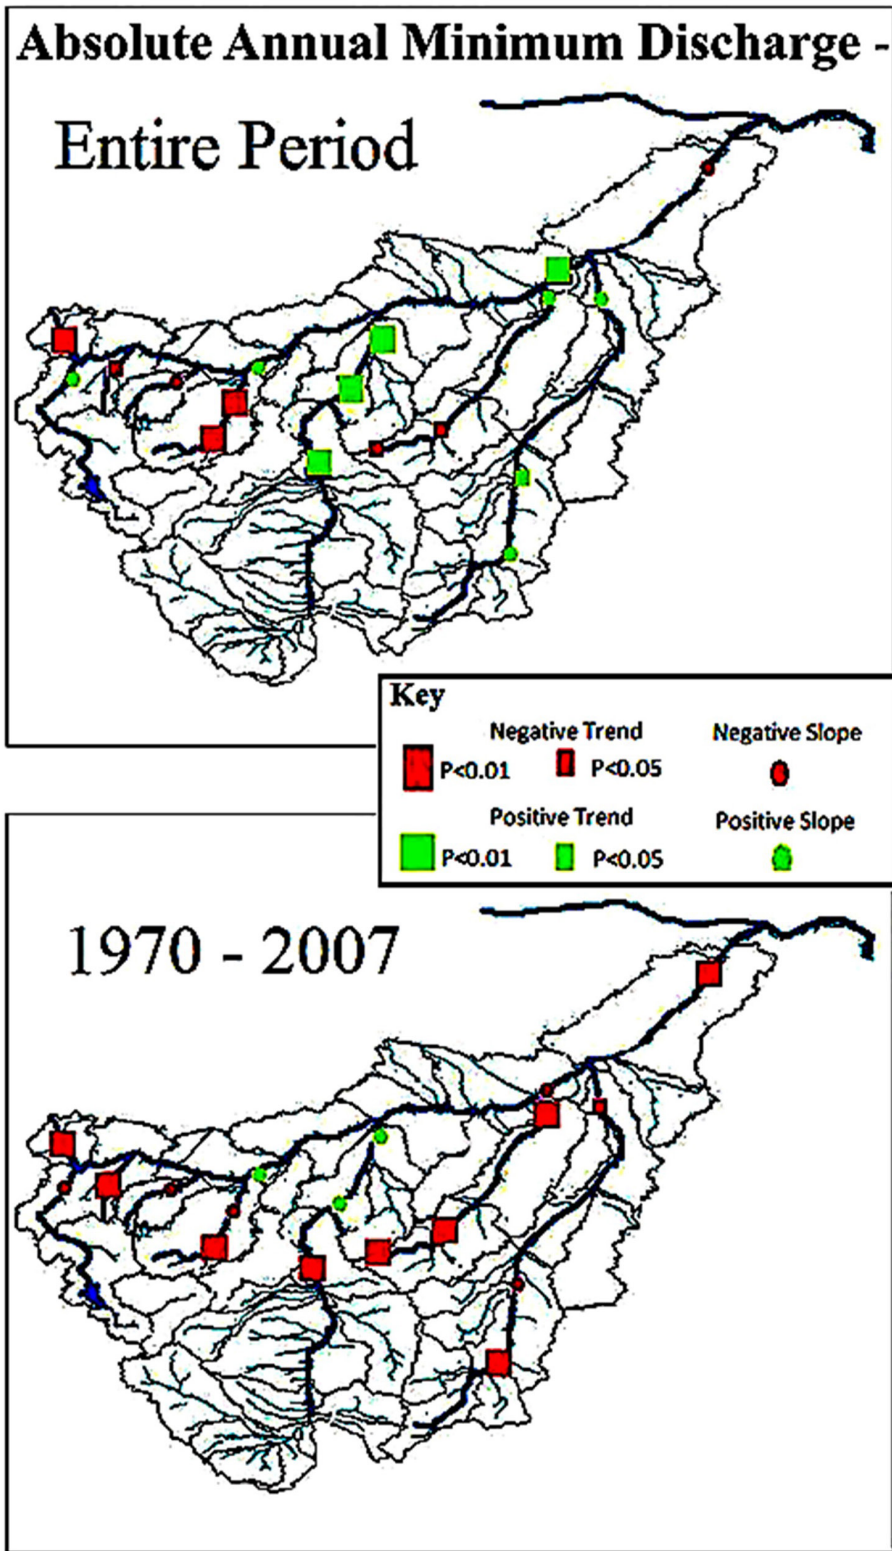 Absolute Annual Minimum Discharge -
Entire Period
Key
Negative Trend
Negative Slope
P<0.01
P<0.05
Positive Trend
Positive Slope
P<0.01
P<0.05
1970 - 2007